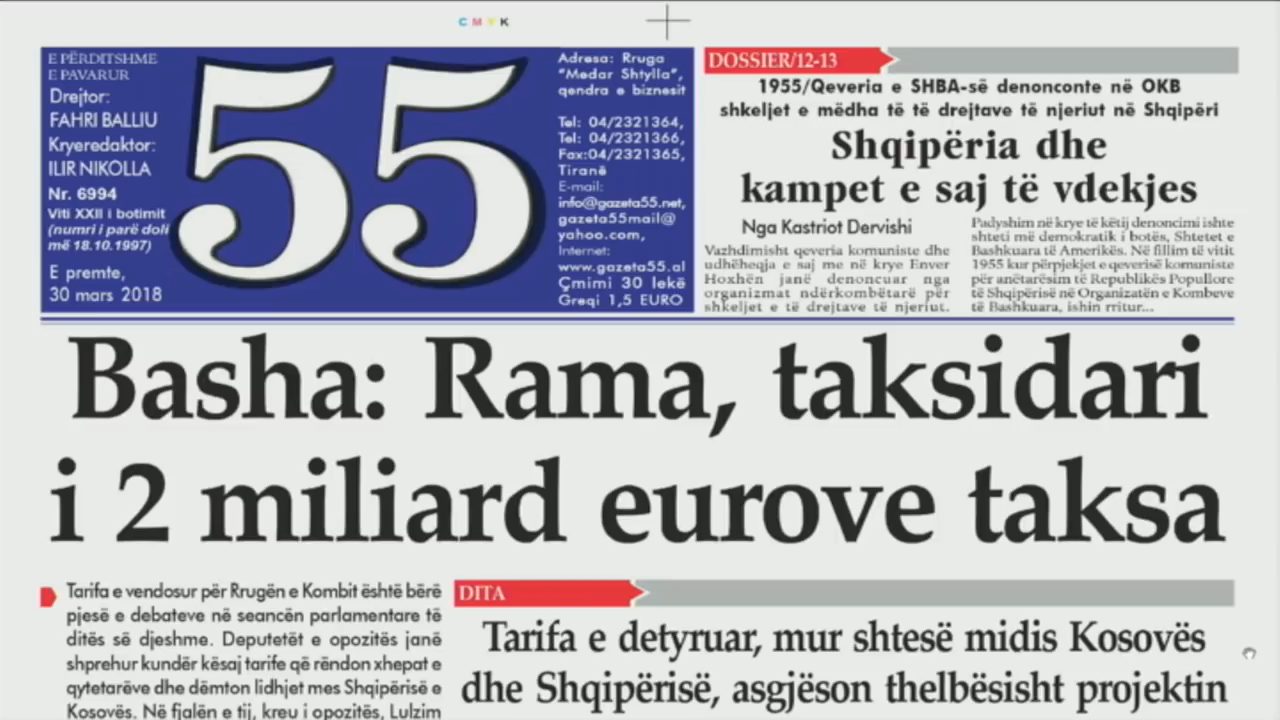 CMYK
E PËRDITSHME
E PAVARUR
Drejtor:
FAHRI BALLIU
Kryeredaktor:
ILIR NIKOLLA
Nr. 6994
Viti XXII i botimit
(numri i parë doli
më 18.10.1997)
E premte,
30 mars 2018
55
Adresa: Rruga
"Medar Shtylla",
qendra e biznesit
Tel: 04/2321364,
Tel: 04/2321366,
Fax:04/2321365,
Tiranë
E-mail:
info@gazeta55.net,
gazeta55mail@
yahoo.com,
Internet:
www.gazeta55.al
Çmimi 30 lekë
Greqi 1,5 EURO
DOSSIER/12-13
1955/Qeveria e SHBA-së denonconte në OKB
shkeljet e mëdha të të drejtave të njeriut në Shqipëri
Shqipëria dhe
kampet e saj të vdekjes
Nga Kastriot Dervishi
Vazhdimisht qeveria komuniste dhe
udhëheqja e saj me në krye Enver
Hoxhën janë denoncuar nga
organizmat ndërkombëtarë për
shkeljet e të drejtave të njeriut.
Padyshim në krye të këtij denoncimi ishte
shteti më demokratik i botës, Shtetet e
Bashkuara të Amerikës. Në fillim të vitit
1955 kur përpjekjet e qeverisë komuniste
për anëtarësim të Republikës Popullore
të Shqipërisë në Organizatën e Kombeve
të Bashkuara, ishin rritur...
Basha: Rama, taksidari
i 2 miliard eurove taksa
Tarifa e vendosur për Rrugën e Kombit është bërë
pjesë e debateve në seancën parlamentare të
ditës së djeshme. Deputetët e opozitës janë
shprehur kundër kësaj tarife që rëndon xhepat e
qytetarëve dhe dëmton lidhjet mes Shqipërisë e
Kosovës. Në fjalën e tij, kreu i opozitës, Lulzim
DITA
Tarifa e detyruar, mur shtesë midis Kosovës
dhe Shqipërisë, asgjëson thelbësisht projektin